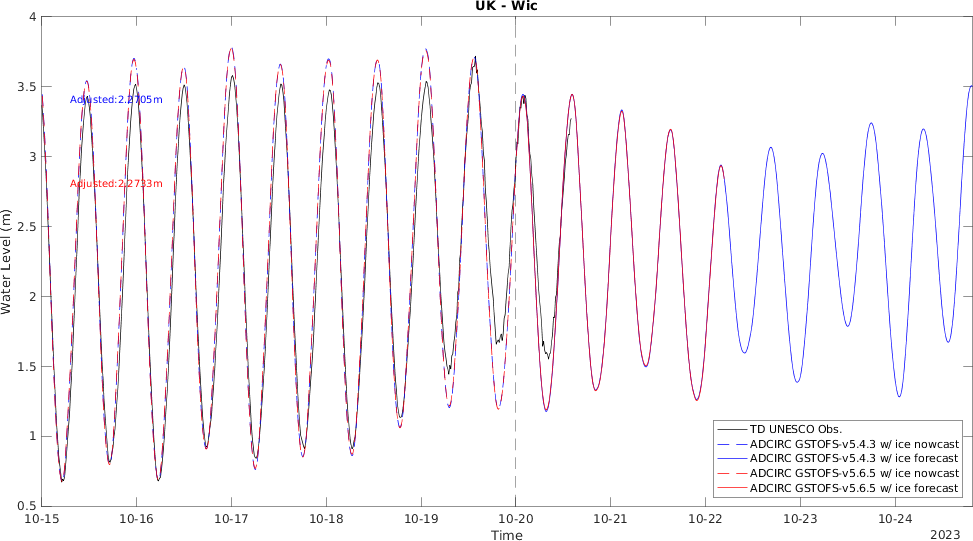 UK - Wic
4
3.5
3
2.5
2
1.5
1
0.5
Water Level (m)
Adjusted:2.2705m
Adjusted:2.2733m
TD UNESCO Obs.
ADCIRC GSTOFS-v5.4.3 w/ ice nowcast
ADCIRC GSTOFS-v5.4.3 w/ ice forecast
ADCIRC GSTOFS-v5.6.5 w/ ice nowcast
ADCIRC GSTOFS-v5.6.5 w/ ice forecast
10-15 10-16 10-17 10-18 10-19 10-20 10-21 10-22 10-23 10-24
Time
2023